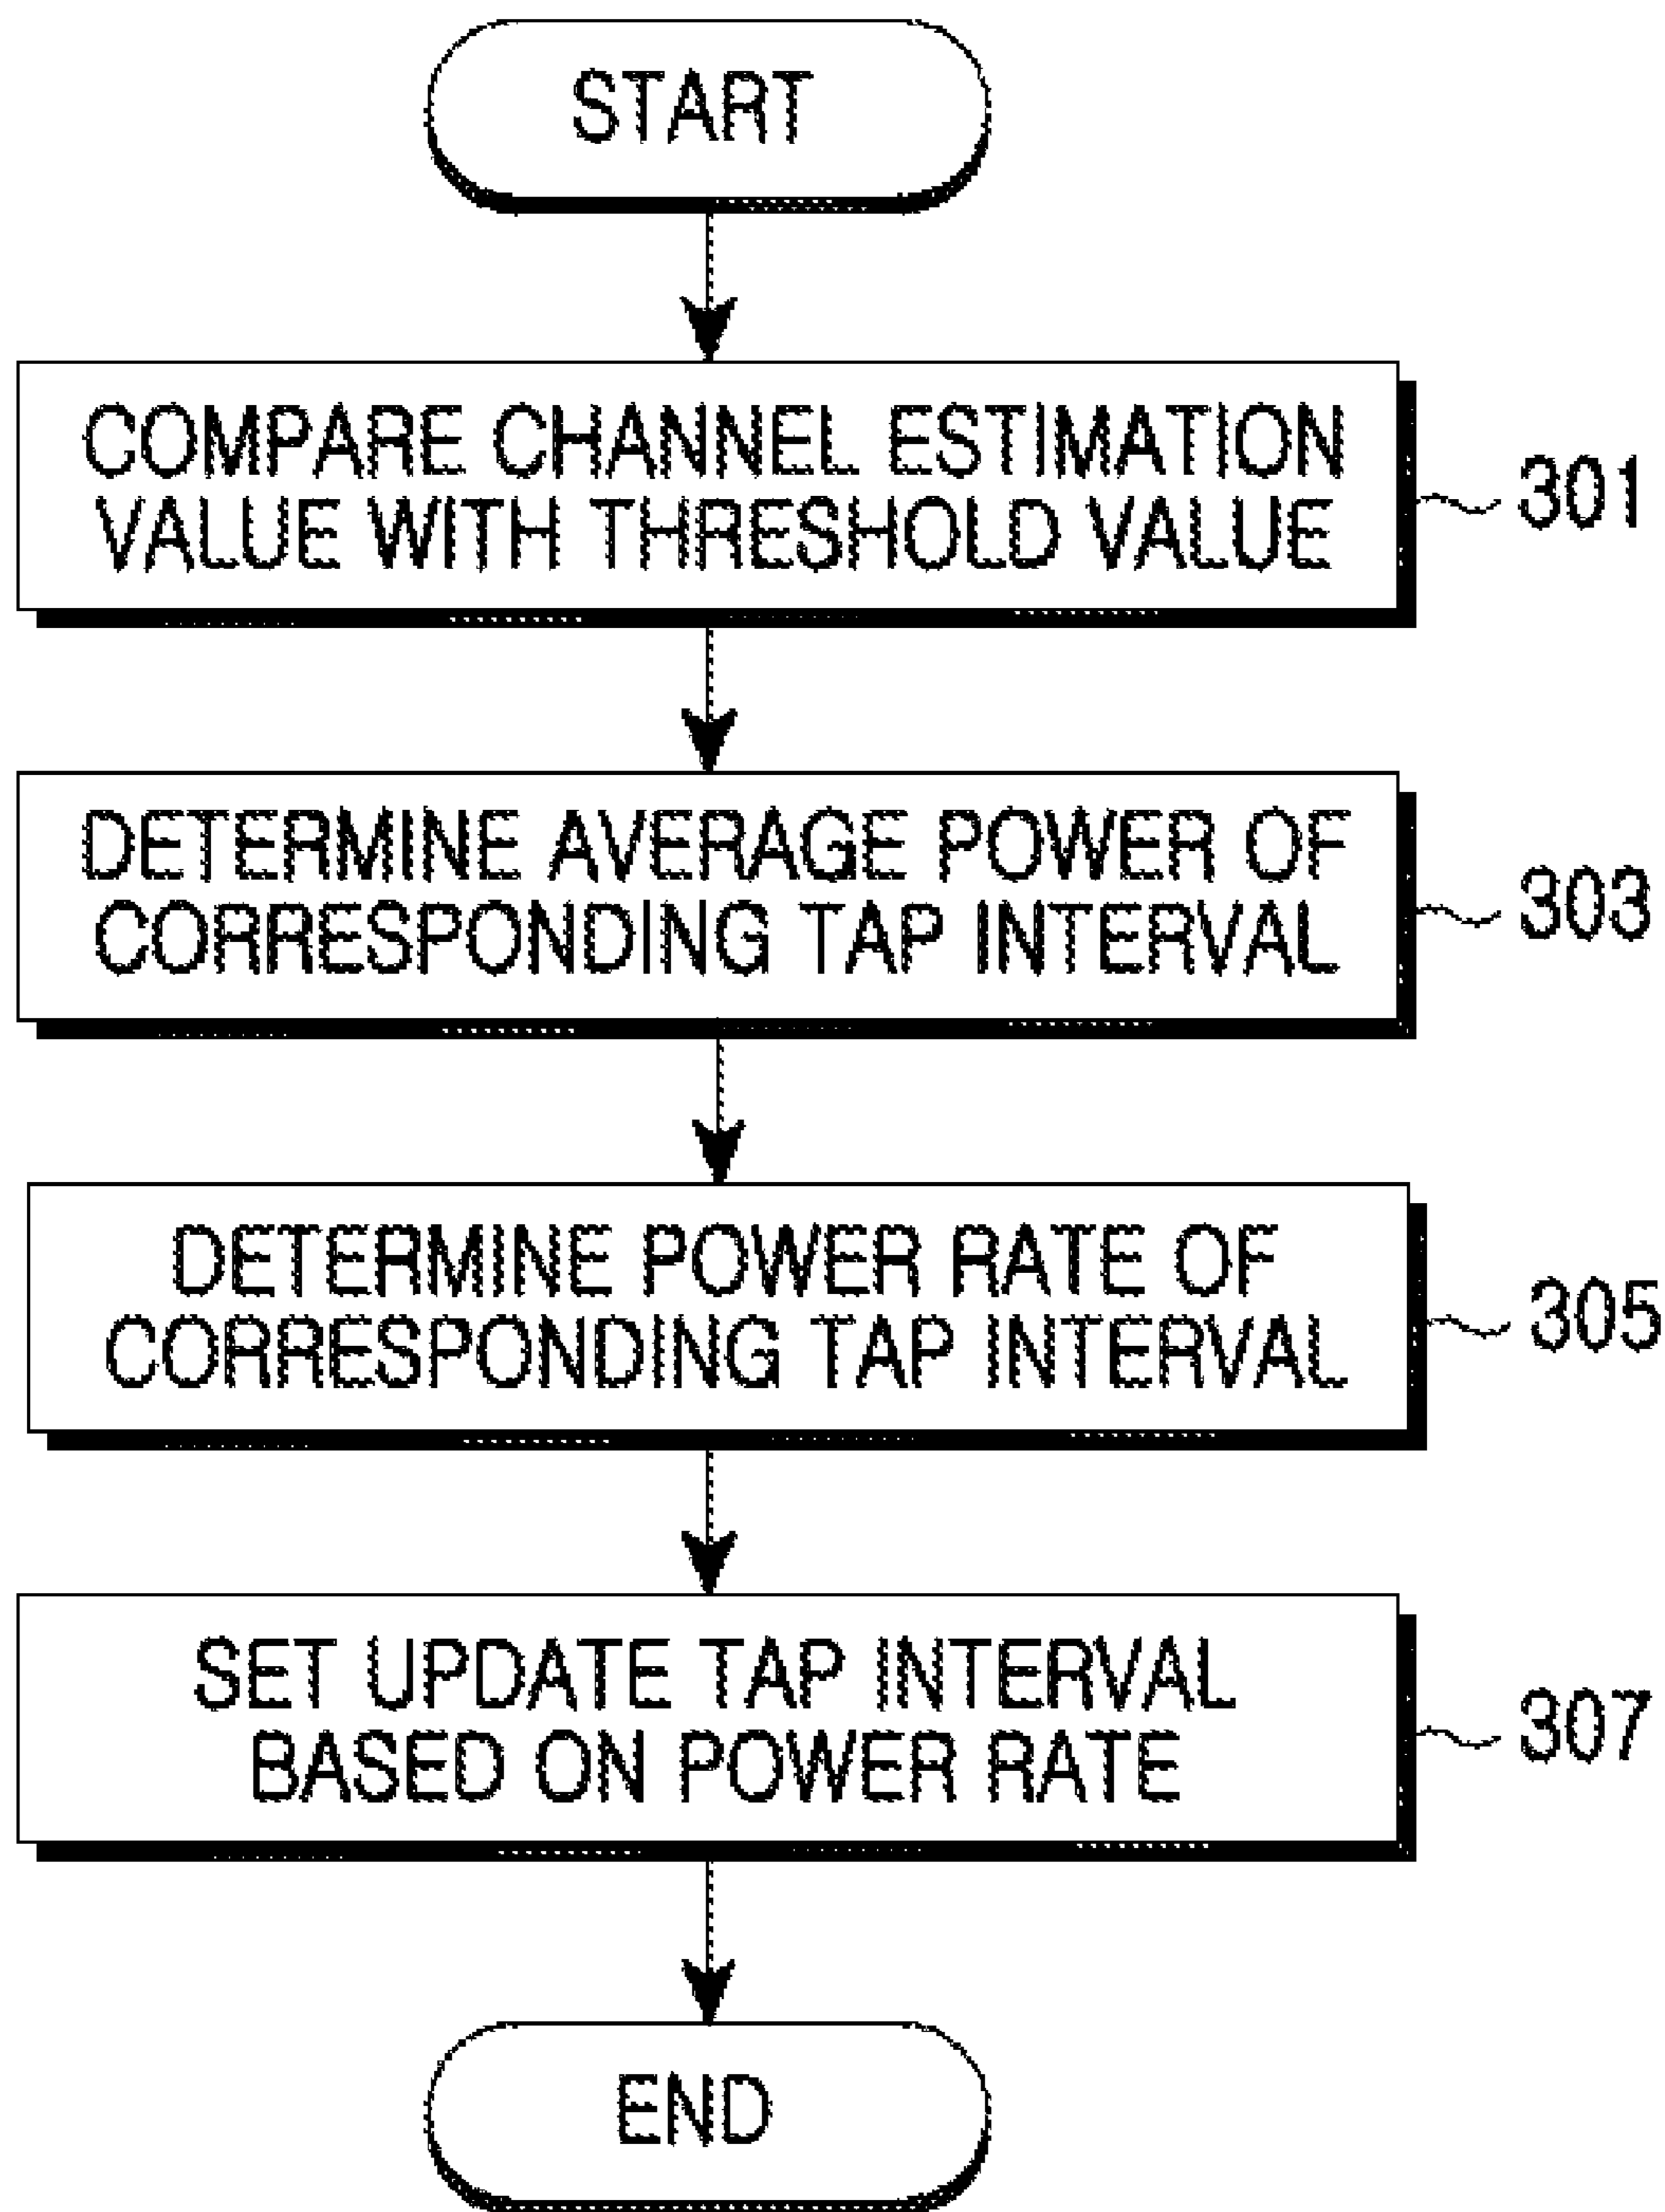 START
COMPARE CHANNEL ESTIMATION
VALUE WITH THRESHOLD VALUE
301
DETERMINE AVERAGE POWER OF
CORRESPONDING TAP INTERVAL
303
DETERMINE POWER RATE OF
CORRESPONDING TAP INTERVAL
305
SET UPDATE TAP INTERVAL
BASED ON POWER RATE
307
END